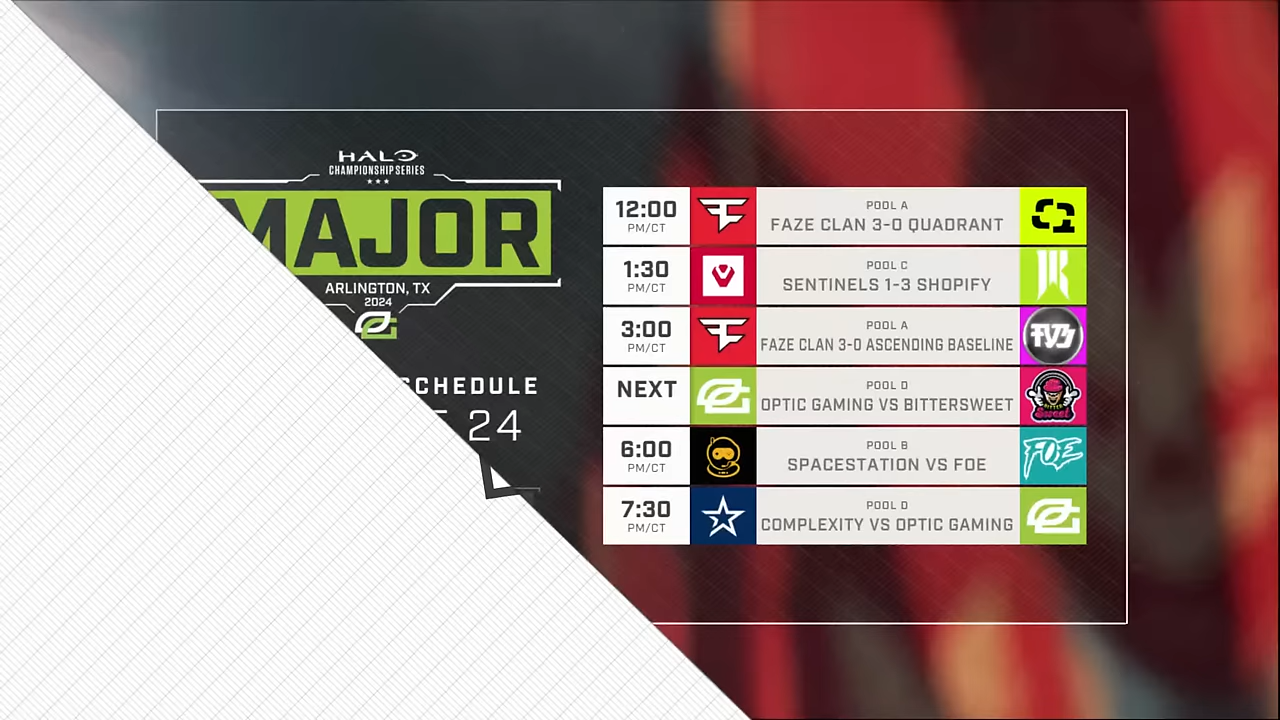 HALO
CHAMPIONSHIP SERIES
MAJOR
ARLINGTON, TX
2024
SCHEDULE
24
12:00
PM/CT
POOL A
FAZE CLAN 3-0 QUADRANT
1:30
PM/CT
POOL C
SENTINELS 1-3 SHOPIFY
3:00
PM/CT
POOL A
FAZE CLAN 3-0 ASCENDING BASELINE
NEXT
POOL D
OPTIC GAMING VS BITTERSWEET
Sweet
6:00
PM/CT
POOL B
SPACESTATION VS FOE
FOE
7:30
PM/CT
POOL D
COMPLEXITY VS OPTIC GAMING